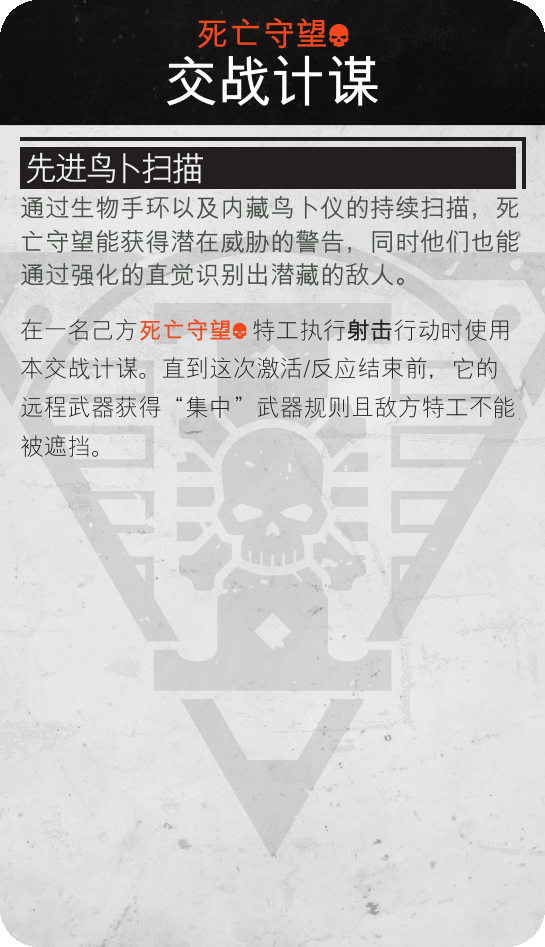 死亡守望
交战计谋
先进鸟卜扫描
通过生物手环以及内藏鸟卜仪的持续扫描，死
亡守望能获得潜在威胁的警告，同时他们也能
通过强化的直觉识别出潜藏的敌人。
在一名己方死亡守望 特工执行射击行动时使用
本交战计谋。直到这次激活/反应结束前，它的
远程武器获得“集中”武器规则且敌方特工不能
被遮挡。